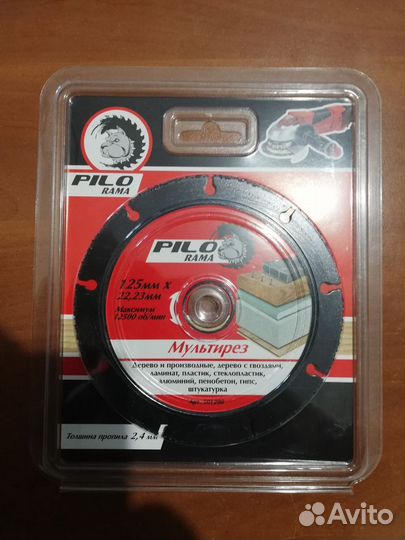 PILO
RAMA
PILO
RAMA
125мм x
22,23мм
Максимум
12500 об/мин
Мультирез
Дерево и производные, дерево с гвоздями,
ламинат, пластик, стеклопластик,
алюминий, пенобетон, гипс,
штукатурка
Толщина пропила 2,4 мм
Avito